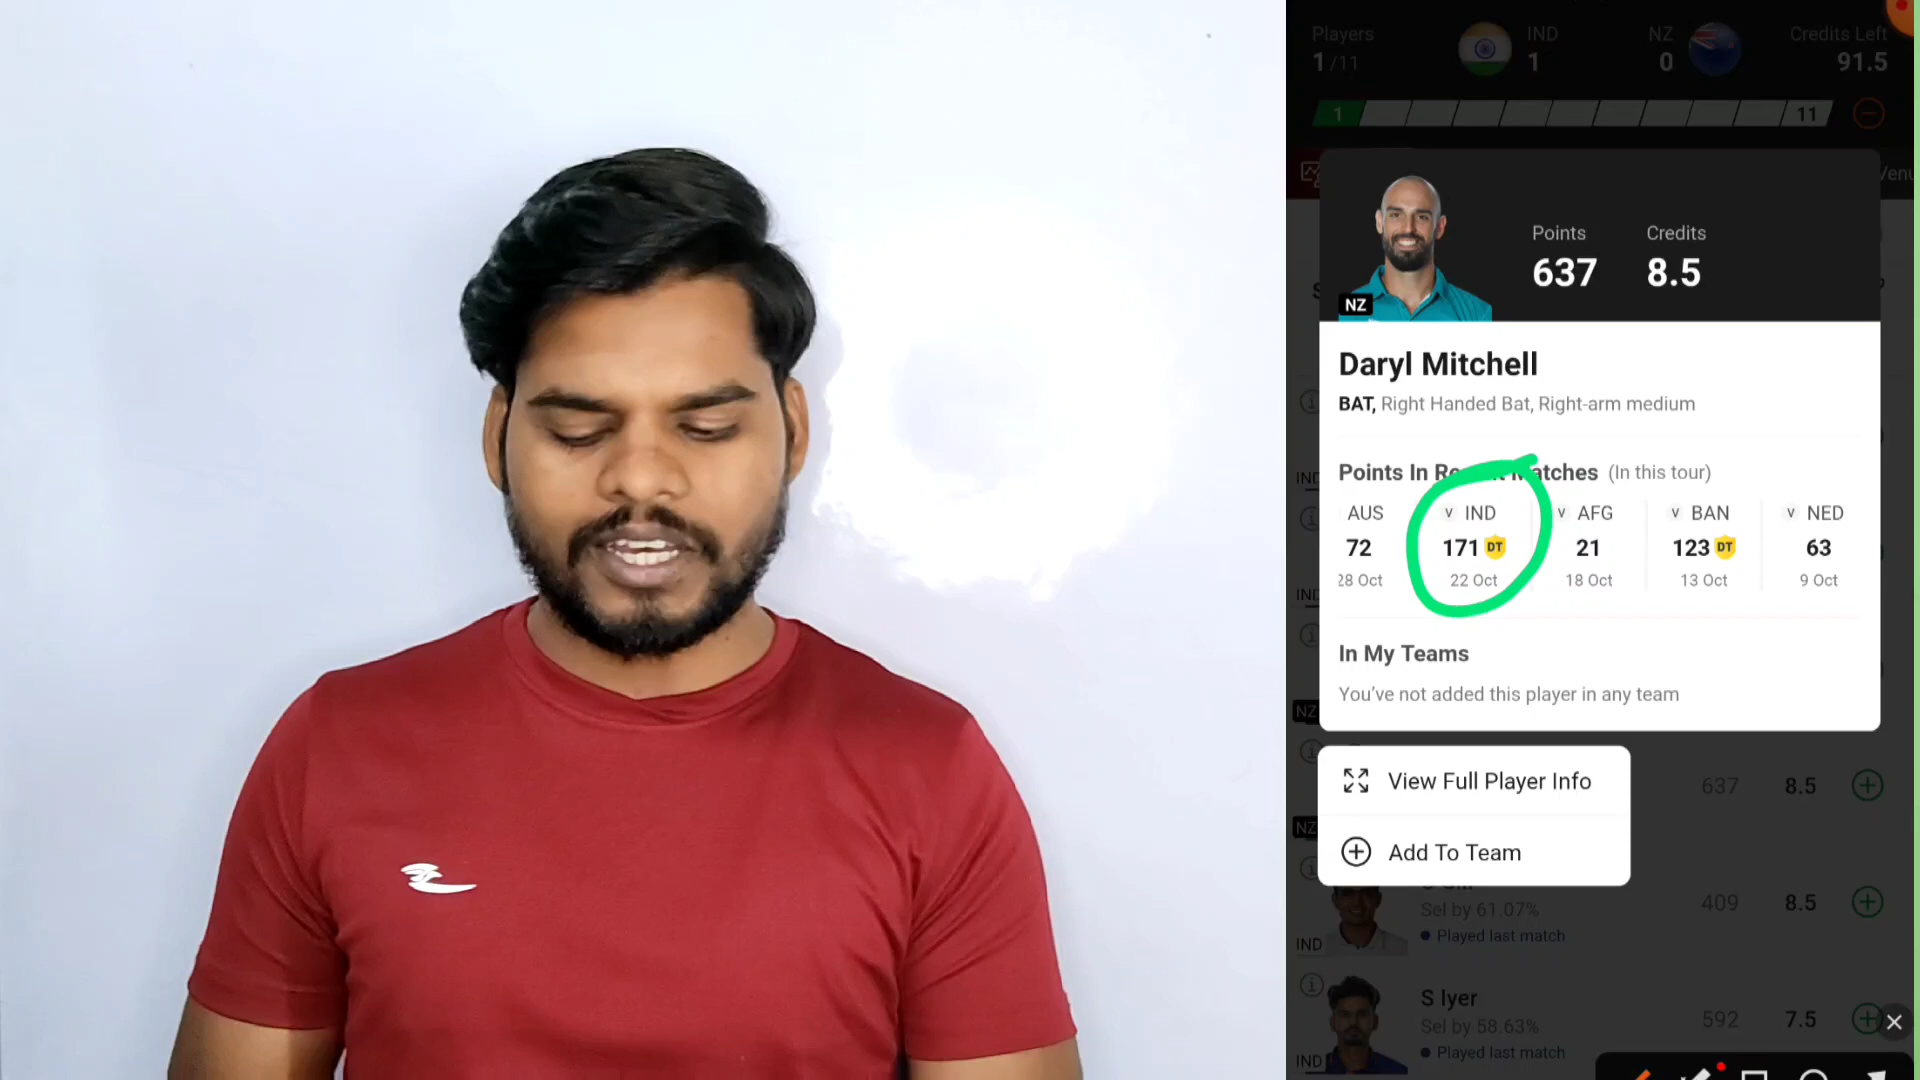 Players IND NZ Credits Left
1/11 1 0 91.5
1 11
Points Credits
637 8.5
NZ
Daryl Mitchell
BAT, Right Handed Bat, Right-arm medium
Points In Recent Matches (In this tour)
AUS v IND v AFG v BAN v NED
72 171 DT 21 123 DT 63
28 Oct 22 Oct 18 Oct 13 Oct 9 Oct
In My Teams
You've not added this player in any team
NZ
View Full Player Info
637 8.5
NZ
Add To Team
Sel by 61.07%
409 8.5
Played last match
IND
S Iyer
Sel by 58.63%
592 7.5
Played last match
IND